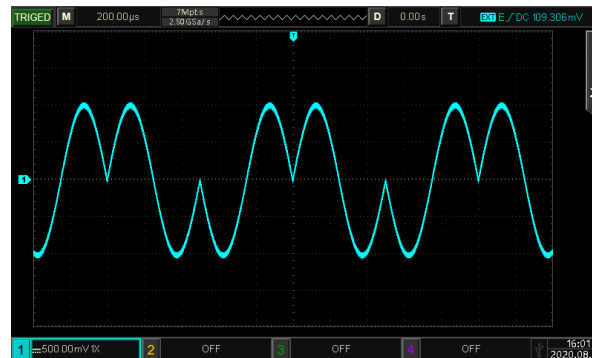 TRIGED M 200.00μs 7Mpts D 0.00s T EXT E DC 109.306mV
2.50GSa/s
T
1
1 500.00mV 1X 2 OFF 3 OFF 4 OFF 16:01
2020.08.